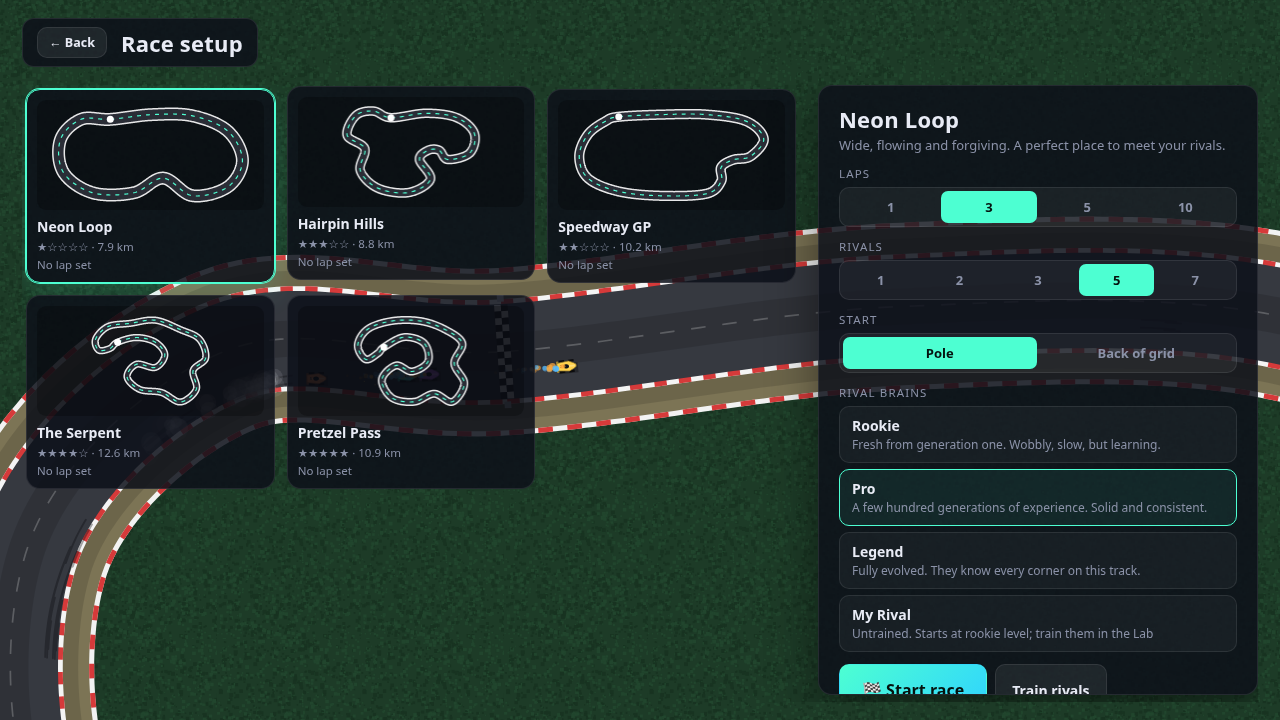 ← Back
Race setup
Neon Loop
★☆☆☆☆ · 7.9 km
No lap set
Hairpin Hills
★★★☆☆ · 8.8 km
No lap set
Speedway GP
★★☆☆☆ · 10.2 km
No lap set
The Serpent
★★★★☆ · 12.6 km
No lap set
Pretzel Pass
★★★★★ · 10.9 km
No lap set
Neon Loop
Wide, flowing and forgiving. A perfect place to meet your rivals.
LAPS
1 3 5 10
RIVALS
1 2 3 5 7
START
Pole Back of grid
RIVAL BRAINS
Rookie
Fresh from generation one. Wobbly, slow, but learning.
Pro
A few hundred generations of experience. Solid and consistent.
Legend
Fully evolved. They know every corner on this track.
My Rival
Untrained. Starts at rookie level; train them in the Lab
🏁 Start race
Train rivals